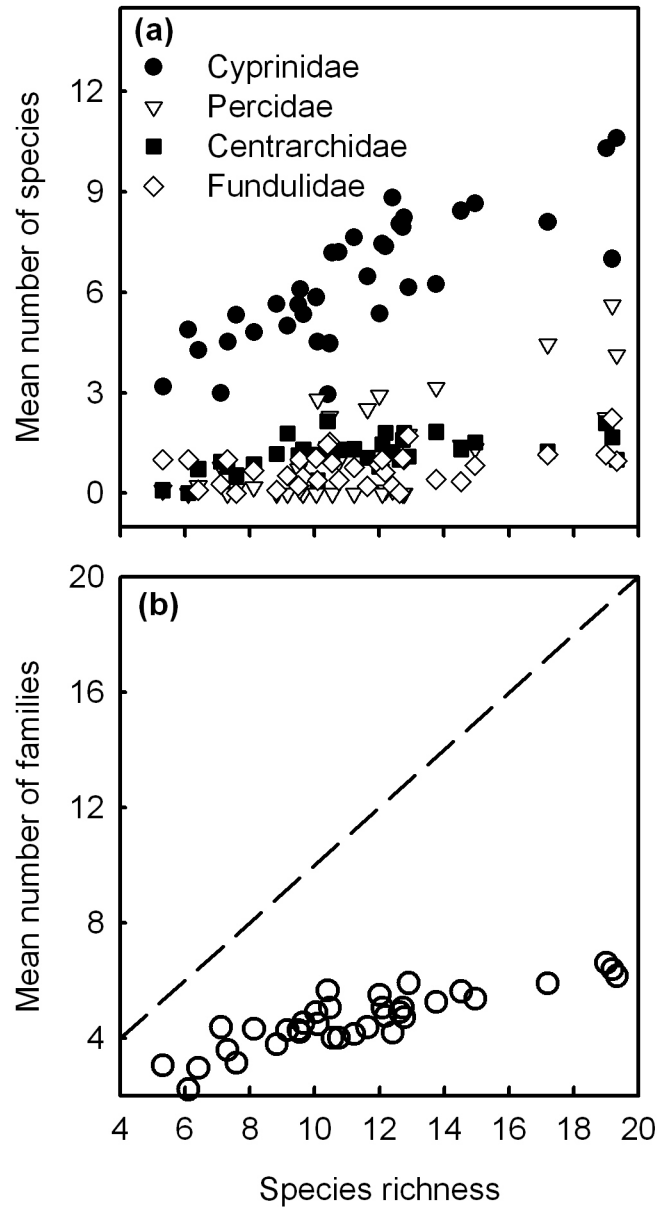 (a)
Cyprinidae
Percidae
Centrarchidae
Fundulidae
Mean number of species
12
9
6
3
0
(b)
Mean number of families
20
16
12
8
4
4 6 8 10 12 14 16 18 20
Species richness